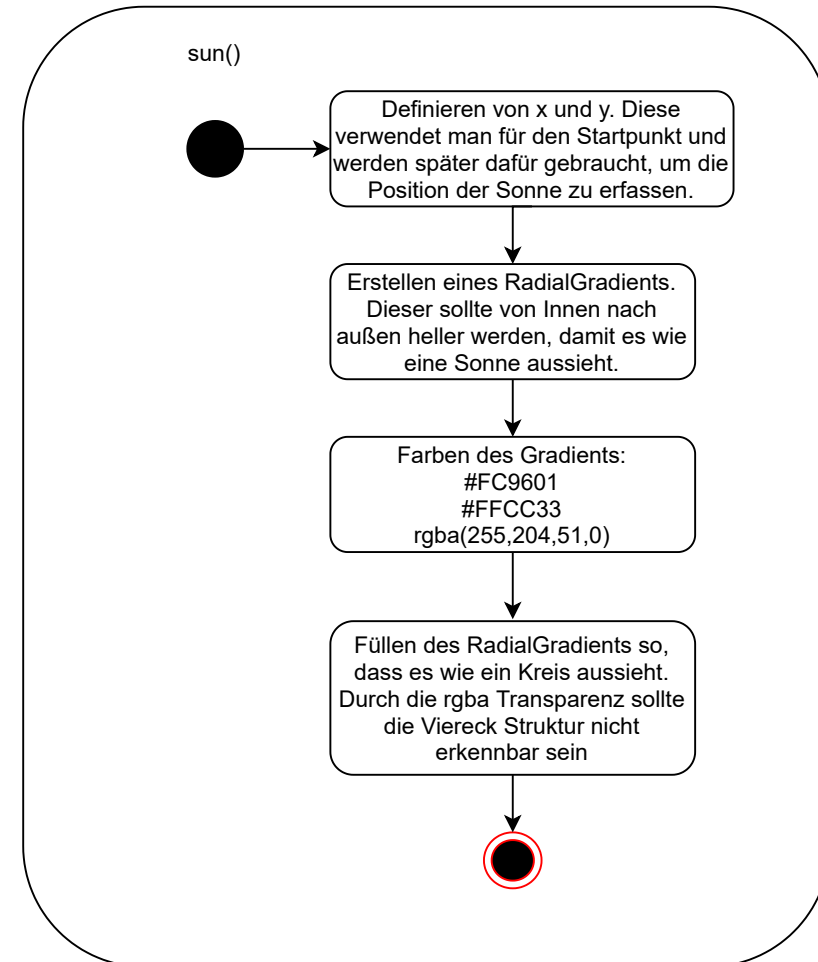 sun()
Definieren von x und y. Diese
verwendet man für den Startpunkt und
werden später dafür gebraucht, um die
Position der Sonne zu erfassen.
Erstellen eines RadialGradients.
Dieser sollte von Innen nach
außen heller werden, damit es wie
eine Sonne aussieht.
Farben des Gradients:
#FC9601
#FFCC33
rgba(255,204,51,0)
Füllen des RadialGradients so,
dass es wie ein Kreis aussieht.
Durch die rgba Transparenz sollte
die Viereck Struktur nicht
erkennbar sein